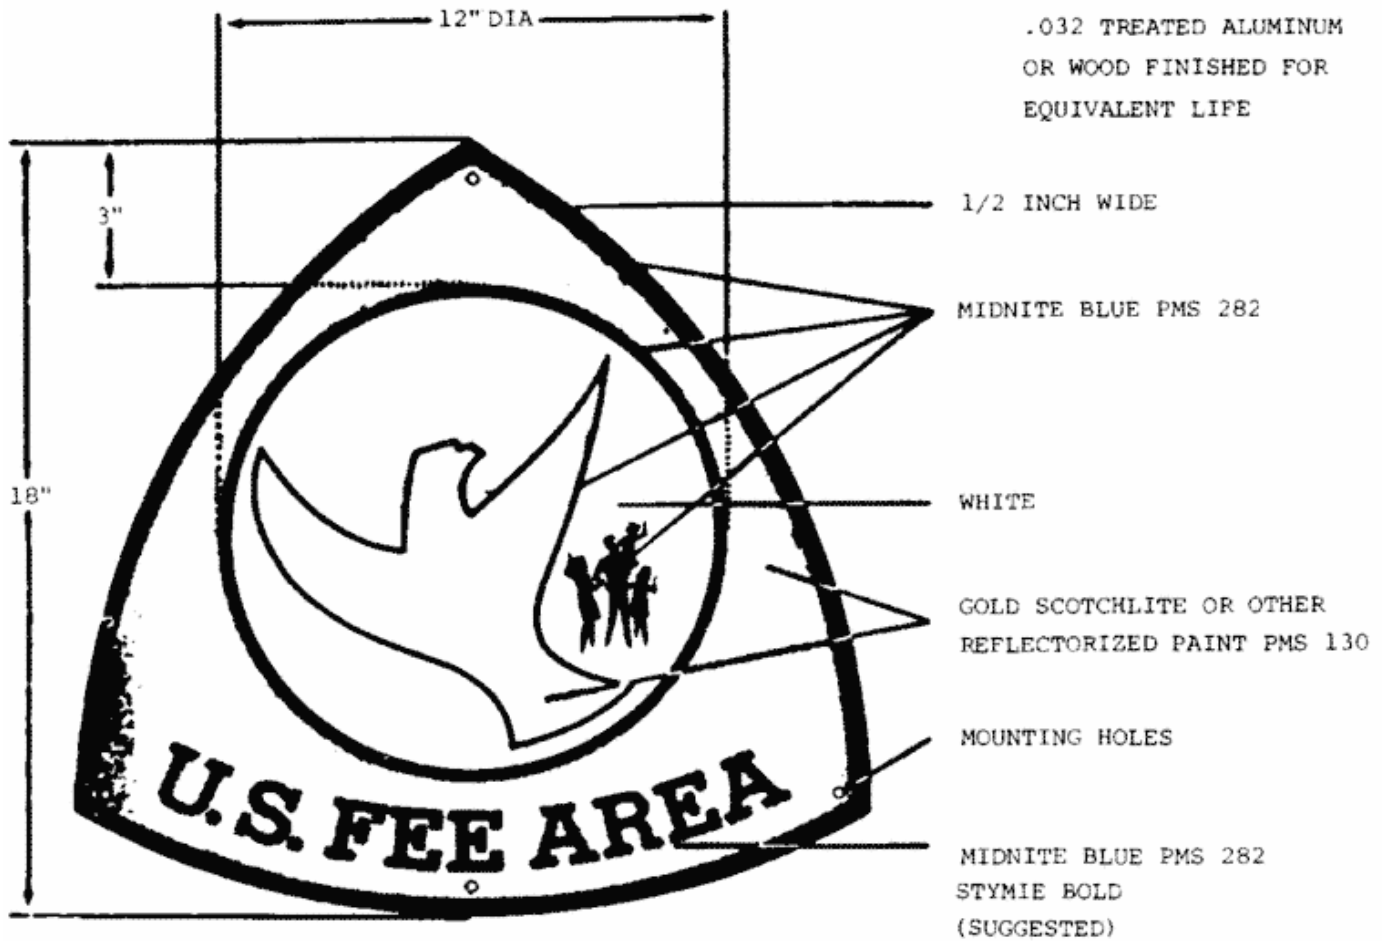 12" DIA
.032 TREATED ALUMINUM
OR WOOD FINISHED FOR
EQUIVALENT LIFE
3"
1/2 INCH WIDE
MIDNITE BLUE PMS 282
18"
WHITE
GOLD SCOTCHLITE OR OTHER
REFLECTORIZED PAINT PMS 130
MOUNTING HOLES
U.S. FEE AREA
MIDNITE BLUE PMS 282
STYMIE BOLD
(SUGGESTED)